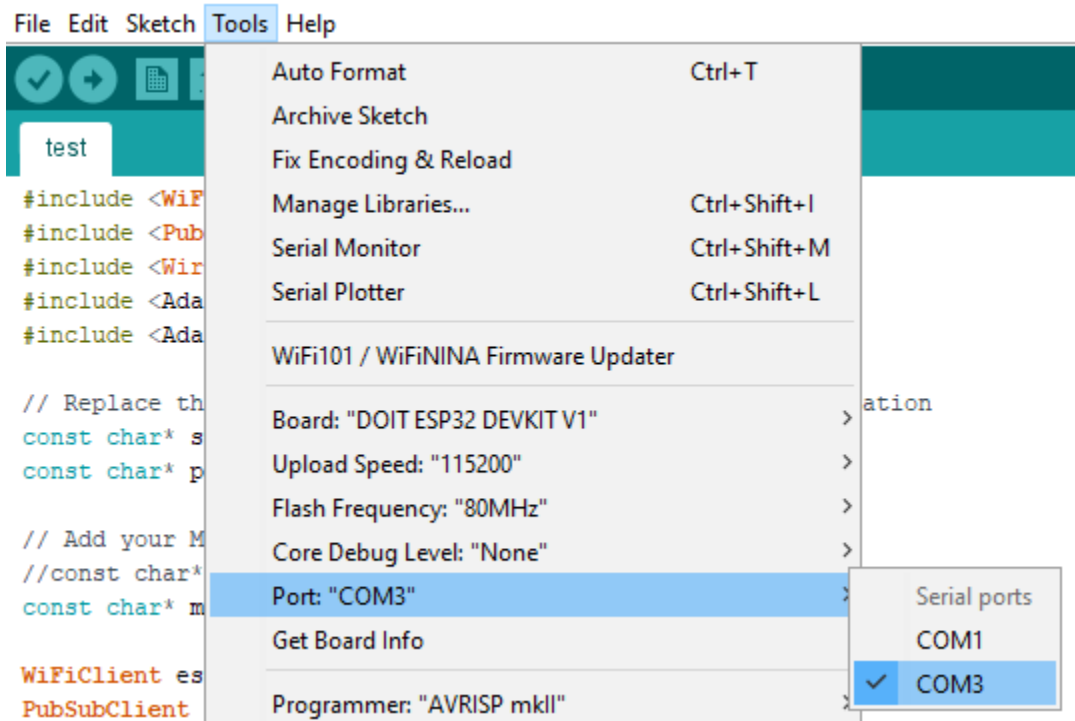 File Edit Sketch Tools Help
test
#include <WiF
#include <Pub
#include <Wir
#include <Ada
#include <Ada
// Replace th
const char* s
const char* p
// Add your M
//const char*
const char* m
WiFiClient es
PubSubClient
ation
Auto Format Ctrl+T
Archive Sketch
Fix Encoding & Reload
Manage Libraries... Ctrl+Shift+I
Serial Monitor Ctrl+Shift+M
Serial Plotter Ctrl+Shift+L
WiFi101 / WiFiNINA Firmware Updater
Board: "DOIT ESP32 DEVKIT V1"
Upload Speed: "115200"
Flash Frequency: "80MHz"
Core Debug Level: "None"
Port: "COM3"
Get Board Info
Programmer: "AVRISP mkII"
Serial ports
COM1
COM3